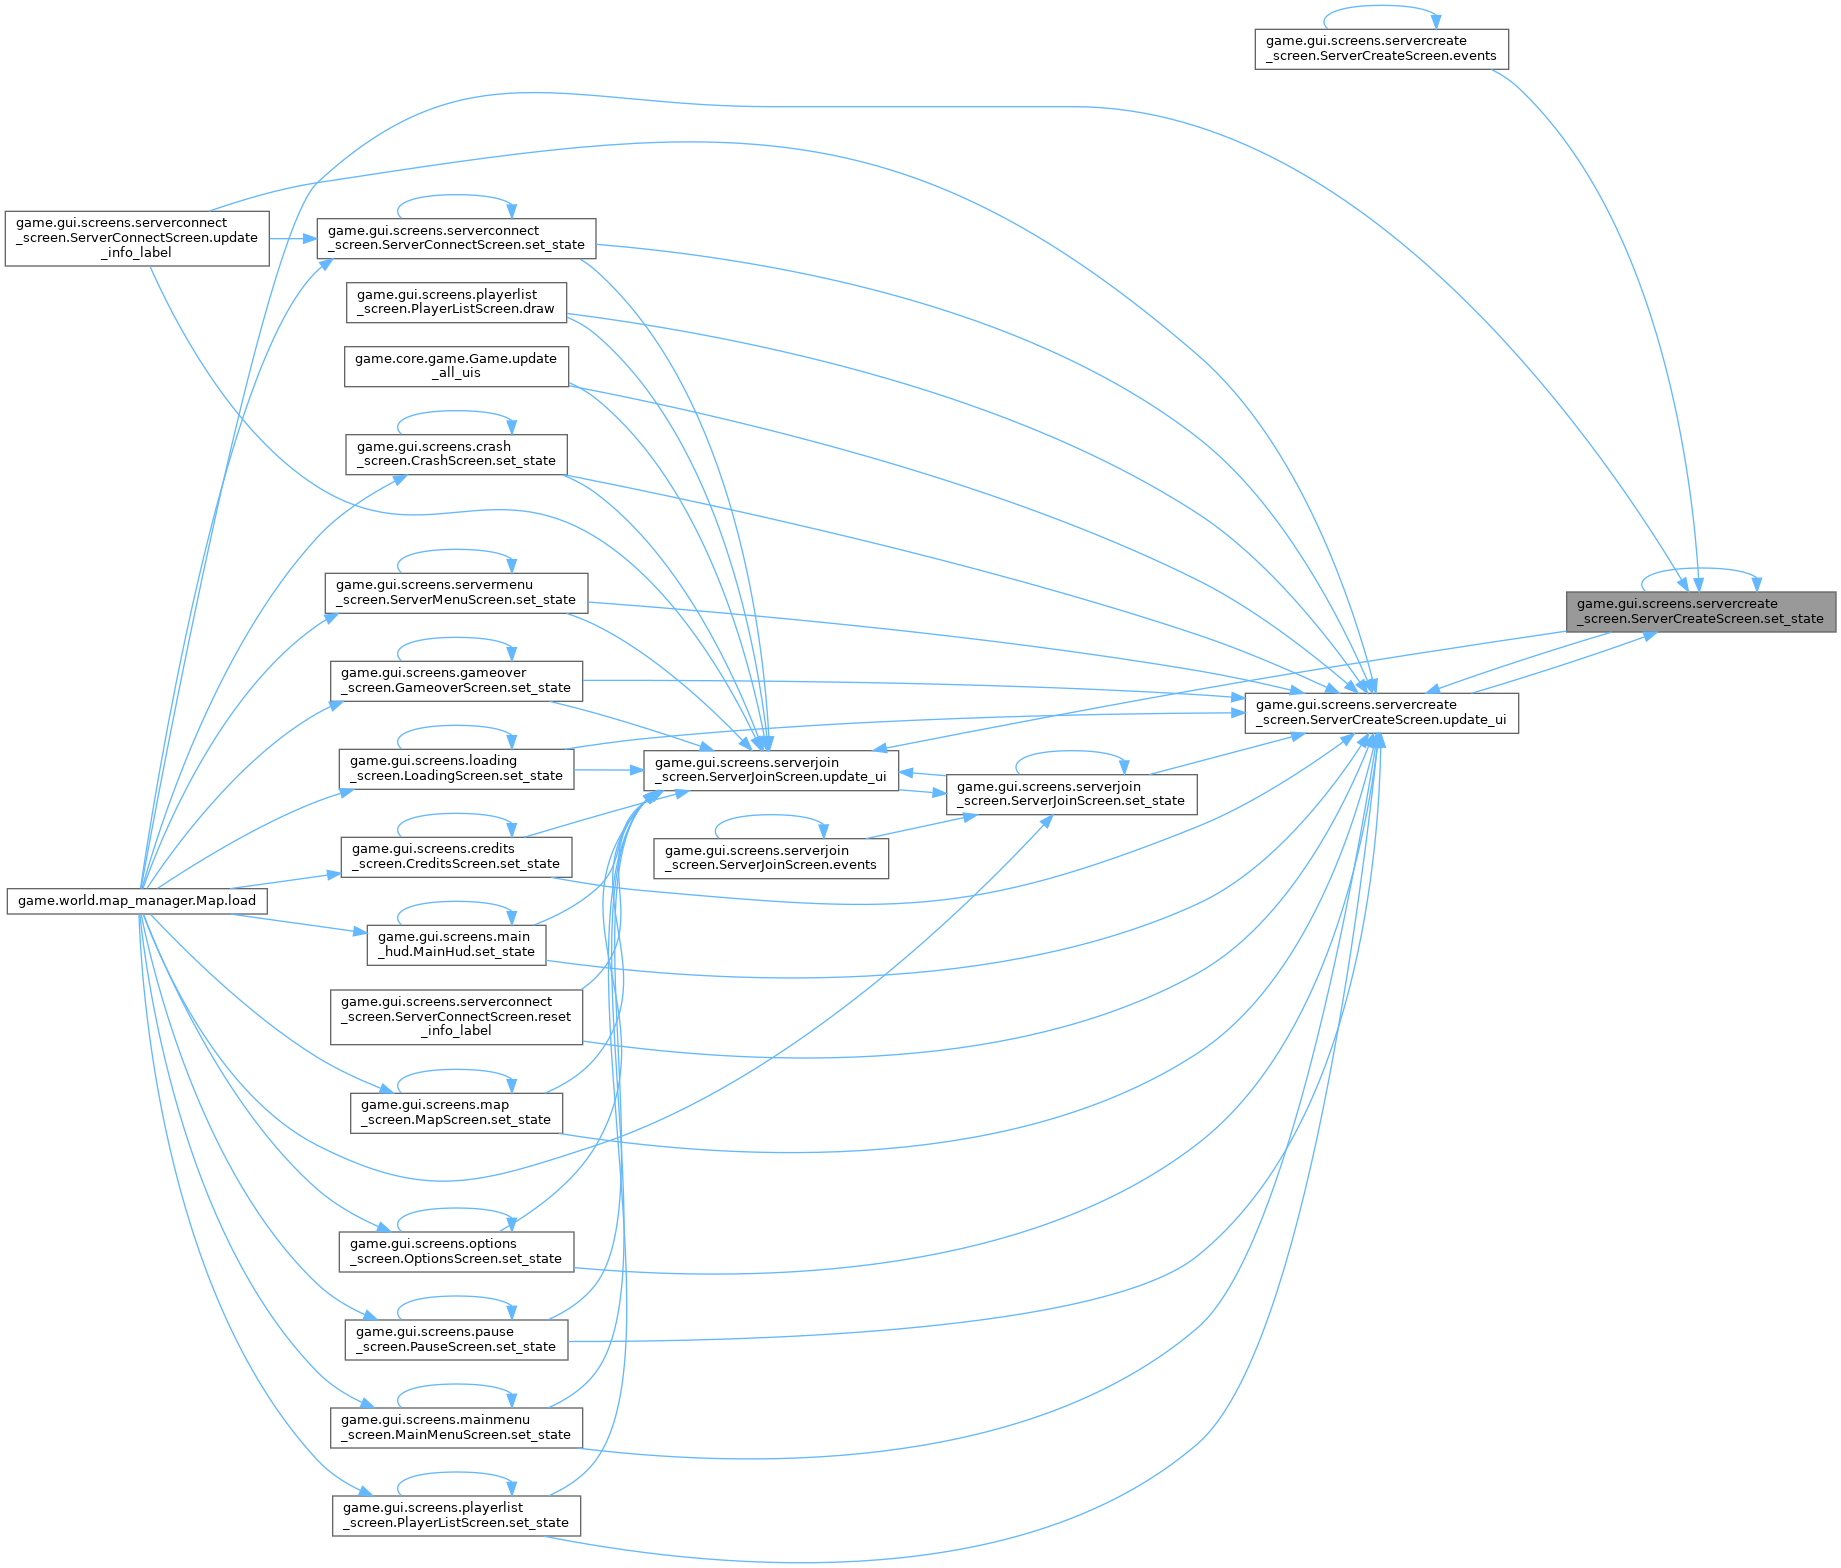 game.gui.screens.servercreate
_screen.ServerCreateScreen.events
game.gui.screens.serverconnect
_screen.ServerConnectScreen.update
_info_label
game.gui.screens.serverconnect
_screen.ServerConnectScreen.set_state
game.gui.screens.playerlist
_screen.PlayerListScreen.draw
game.core.game.Game.update
_all_uis
game.gui.screens.crash
_screen.CrashScreen.set_state
game.gui.screens.servermenu
_screen.ServerMenuScreen.set_state
game.gui.screens.servercreate
_screen.ServerCreateScreen.set_state
game.gui.screens.gameover
_screen.GameoverScreen.set_state
game.gui.screens.servercreate
_screen.ServerCreateScreen.update_ui
game.gui.screens.loading
_screen.LoadingScreen.set_state
game.gui.screens.serverjoin
_screen.ServerJoinScreen.update_ui
game.gui.screens.serverjoin
_screen.ServerJoinScreen.set_state
game.gui.screens.credits
_screen.CreditsScreen.set_state
game.gui.screens.serverjoin
_screen.ServerJoinScreen.events
game.world.map_manager.Map.load
game.gui.screens.main
_hud.MainHud.set_state
game.gui.screens.serverconnect
_screen.ServerConnectScreen.reset
_info_label
game.gui.screens.map
_screen.MapScreen.set_state
game.gui.screens.options
_screen.OptionsScreen.set_state
game.gui.screens.pause
_screen.PauseScreen.set_state
game.gui.screens.mainmenu
_screen.MainMenuScreen.set_state
game.gui.screens.playerlist
_screen.PlayerListScreen.set_state